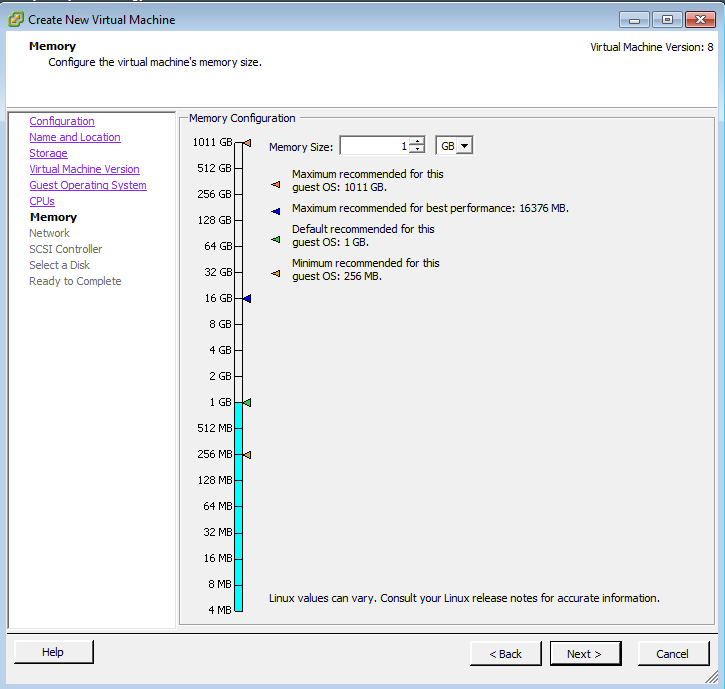 Create New Virtual Machine
Memory
Configure the virtual machine's memory size.
Virtual Machine Version: 8
Configuration
Name and Location
Storage
Virtual Machine Version
Guest Operating System
CPUs
Memory
Network
SCSI Controller
Select a Disk
Ready to Complete
Memory Configuration
1011 GB
512 GB
256 GB
128 GB
64 GB
32 GB
16 GB
8 GB
4 GB
2 GB
1 GB
512 MB
256 MB
128 MB
64 MB
32 MB
16 MB
8 MB
4 MB
Memory Size: 1 GB
Maximum recommended for this
guest OS: 1011 GB.
Maximum recommended for best performance: 16376 MB.
Default recommended for this
guest OS: 1 GB.
Minimum recommended for this
guest OS: 256 MB.
Linux values can vary. Consult your Linux release notes for accurate information.
Help
< Back
Next >
Cancel